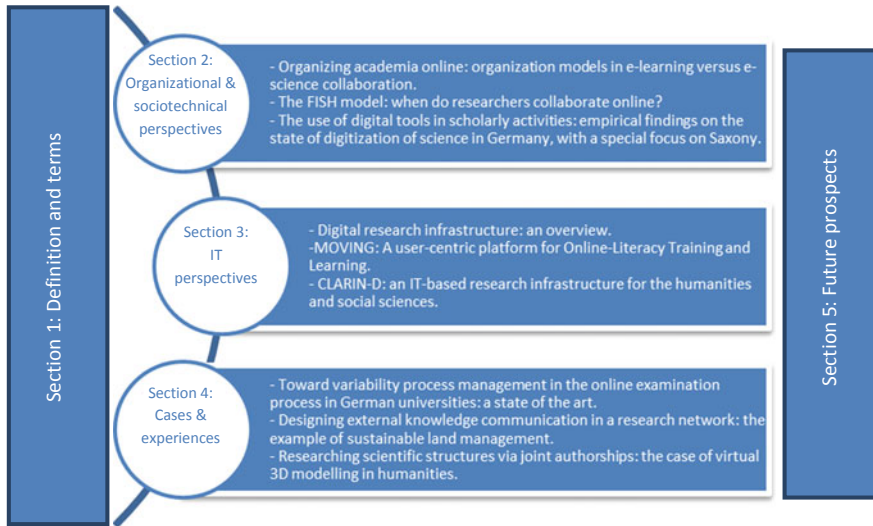 Section 1: Definition and terms
Section 2:
Organizational &
sociotechnical
perspectives
- Organizing academia online: organization models in e-learning versus e-
science collaboration.
- The FISH model: when do researchers collaborate online?
- The use of digital tools in scholarly activities: empirical findings on the
state of digitization of science in Germany, with a special focus on Saxony.
Section 3:
IT
perspectives
- Digital research infrastructure: an overview.
-MOVING: A user-centric platform for Online-Literacy Training and
Learning.
- CLARIN-D: an IT-based research infrastructure for the humanities
and social sciences.
Section 4:
Cases &
experiences
- Toward variability process management in the online examination
process in German universities: a state of the art.
- Designing external knowledge communication in a research network: the
example of sustainable land management.
- Researching scientific structures via joint authorships: the case of virtual
3D modelling in humanities.
Section 5: Future prospects